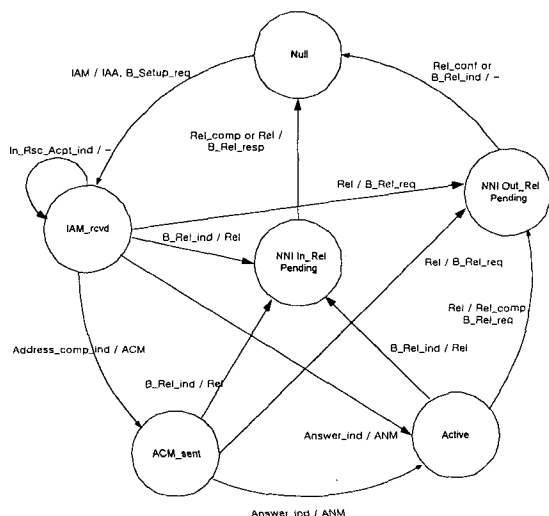 Null
IAM / IAA, B_Setup_req
Rel_conf or
B_Rel_ind / -
Rel_comp or Rel /
B_Rel_resp
In_Rsc_Acpt_ind / -
Rel / B_Rel_req
NNI Out_Rel
Pending
IAM_rcvd
B_Rel_ind / Rel
NNI In_Rel
Pending
Rel / B_Rel_req
Rel / Rel_comp
B_Rel_req
Address_comp_ind / ACM
B_Rel_ind / Rel
B_Rel_ind / Rel
Answer_ind / ANM
Active
ACM_sent
Answer_ind / ANM